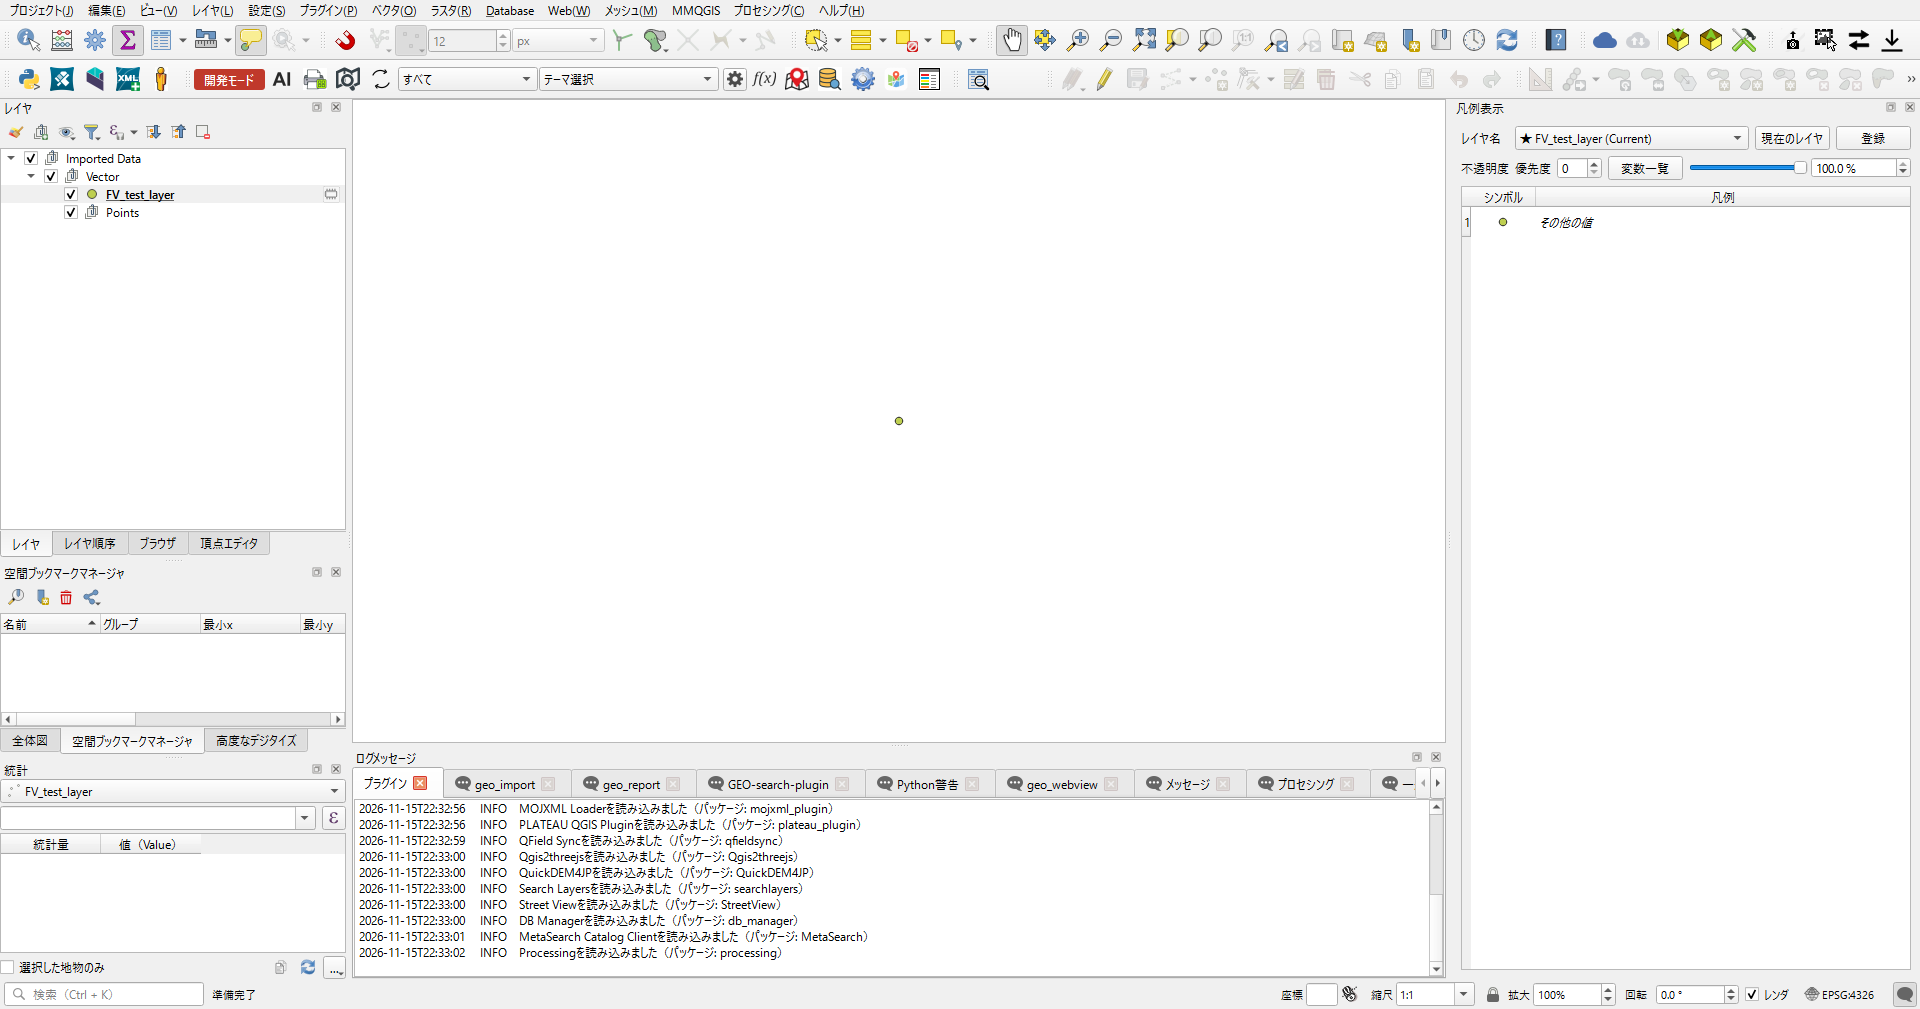 プロジェクト(J) 編集(E) ビュー(V) レイヤ(L) 設定(S) プラグイン(P) ベクタ(O) ラスタ(R) Database Web(W) メッシュ(M) MMQGIS プロセシング(C) ヘルプ(H)
12 px
開発モード AI すべて テーマ選択 f(x)
レイヤ
Imported Data
Vector
FV_test_layer
Points
レイヤ レイヤ順序 ブラウザ 頂点エディタ
空間ブックマークマネージャ
名前 グループ 最小x 最小y
全体図 空間ブックマークマネージャ 高度なデジタイズ
統計
FV_test_layer
ε
統計量 値（Value）
選択した地物のみ
...
検索（Ctrl + K） 準備完了
ログメッセージ
プラグイン geo_import geo_report GEO-search-plugin Python警告 geo_webview メッセージ プロセシング 一
2026-11-15T22:32:56 INFO MOJXML Loaderを読み込みました（パッケージ: mojxml_plugin）
2026-11-15T22:32:56 INFO PLATEAU QGIS Pluginを読み込みました（パッケージ: plateau_plugin）
2026-11-15T22:32:59 INFO QField Syncを読み込みました（パッケージ: qfieldsync）
2026-11-15T22:33:00 INFO Qgis2threejsを読み込みました（パッケージ: Qgis2threejs）
2026-11-15T22:33:00 INFO QuickDEM4JPを読み込みました（パッケージ: QuickDEM4JP）
2026-11-15T22:33:00 INFO Search Layersを読み込みました（パッケージ: searchlayers）
2026-11-15T22:33:00 INFO Street Viewを読み込みました（パッケージ: StreetView）
2026-11-15T22:33:00 INFO DB Managerを読み込みました（パッケージ: db_manager）
2026-11-15T22:33:01 INFO MetaSearch Catalog Clientを読み込みました（パッケージ: MetaSearch）
2026-11-15T22:33:02 INFO Processingを読み込みました（パッケージ: processing）
凡例表示
レイヤ名 ★ FV_test_layer (Current) 現在のレイヤ 登録
不透明度 優先度 0 変数一覧 100.0 %
シンボル 凡例
1 その他の値
座標 縮尺 1:1 拡大 100% 回転 0.0 ° レンダ EPSG:4326